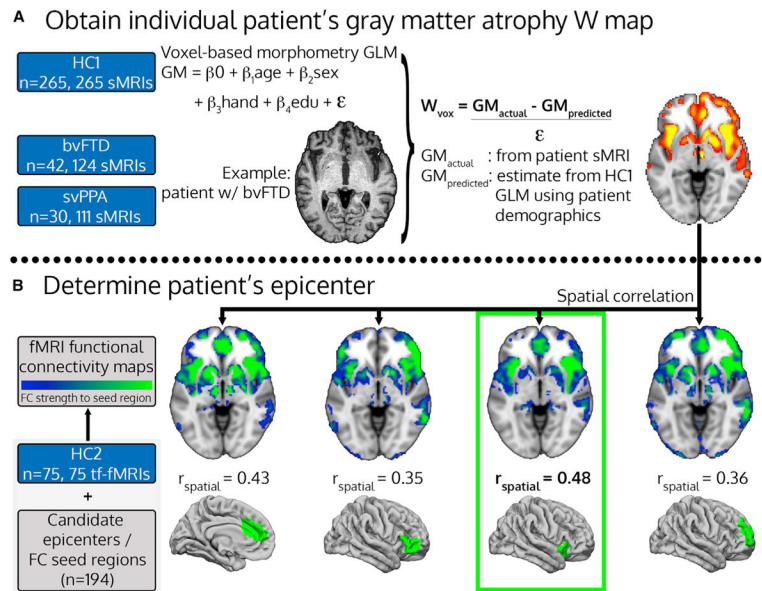 A Obtain individual patient's gray matter atrophy W map
HC1
n=265, 265 sMRIs
Voxel-based morphometry GLM
GM = β0 + β1age + β2sex
+ β3hand + β4edu + ε
bvFTD
n=42, 124 sMRIs
svPPA
n=30, 111 sMRIs
Example:
patient w/ bvFTD
Wvox = GMactual - GMpredicted
ε
GMactual : from patient sMRI
GMpredicted: estimate from HC1
GLM using patient
demographics
B Determine patient's epicenter
Spatial correlation
fMRI functional
connectivity maps
FC strength to seed region
HC2
n=75, 75 tf-fMRIs
+
Candidate
epicenters /
FC seed regions
(n=194)
rspatial = 0.43
rspatial = 0.35
rspatial = 0.48
rspatial = 0.36